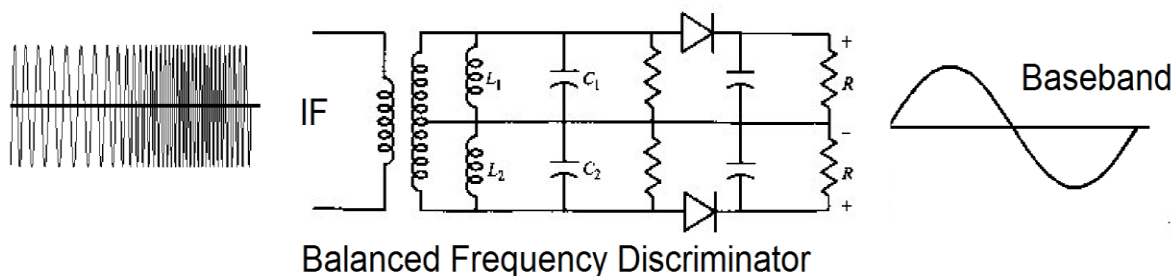 IF
L1
C1
L2
C2
+
R
−
−
R
+
Baseband
Balanced Frequency Discriminator